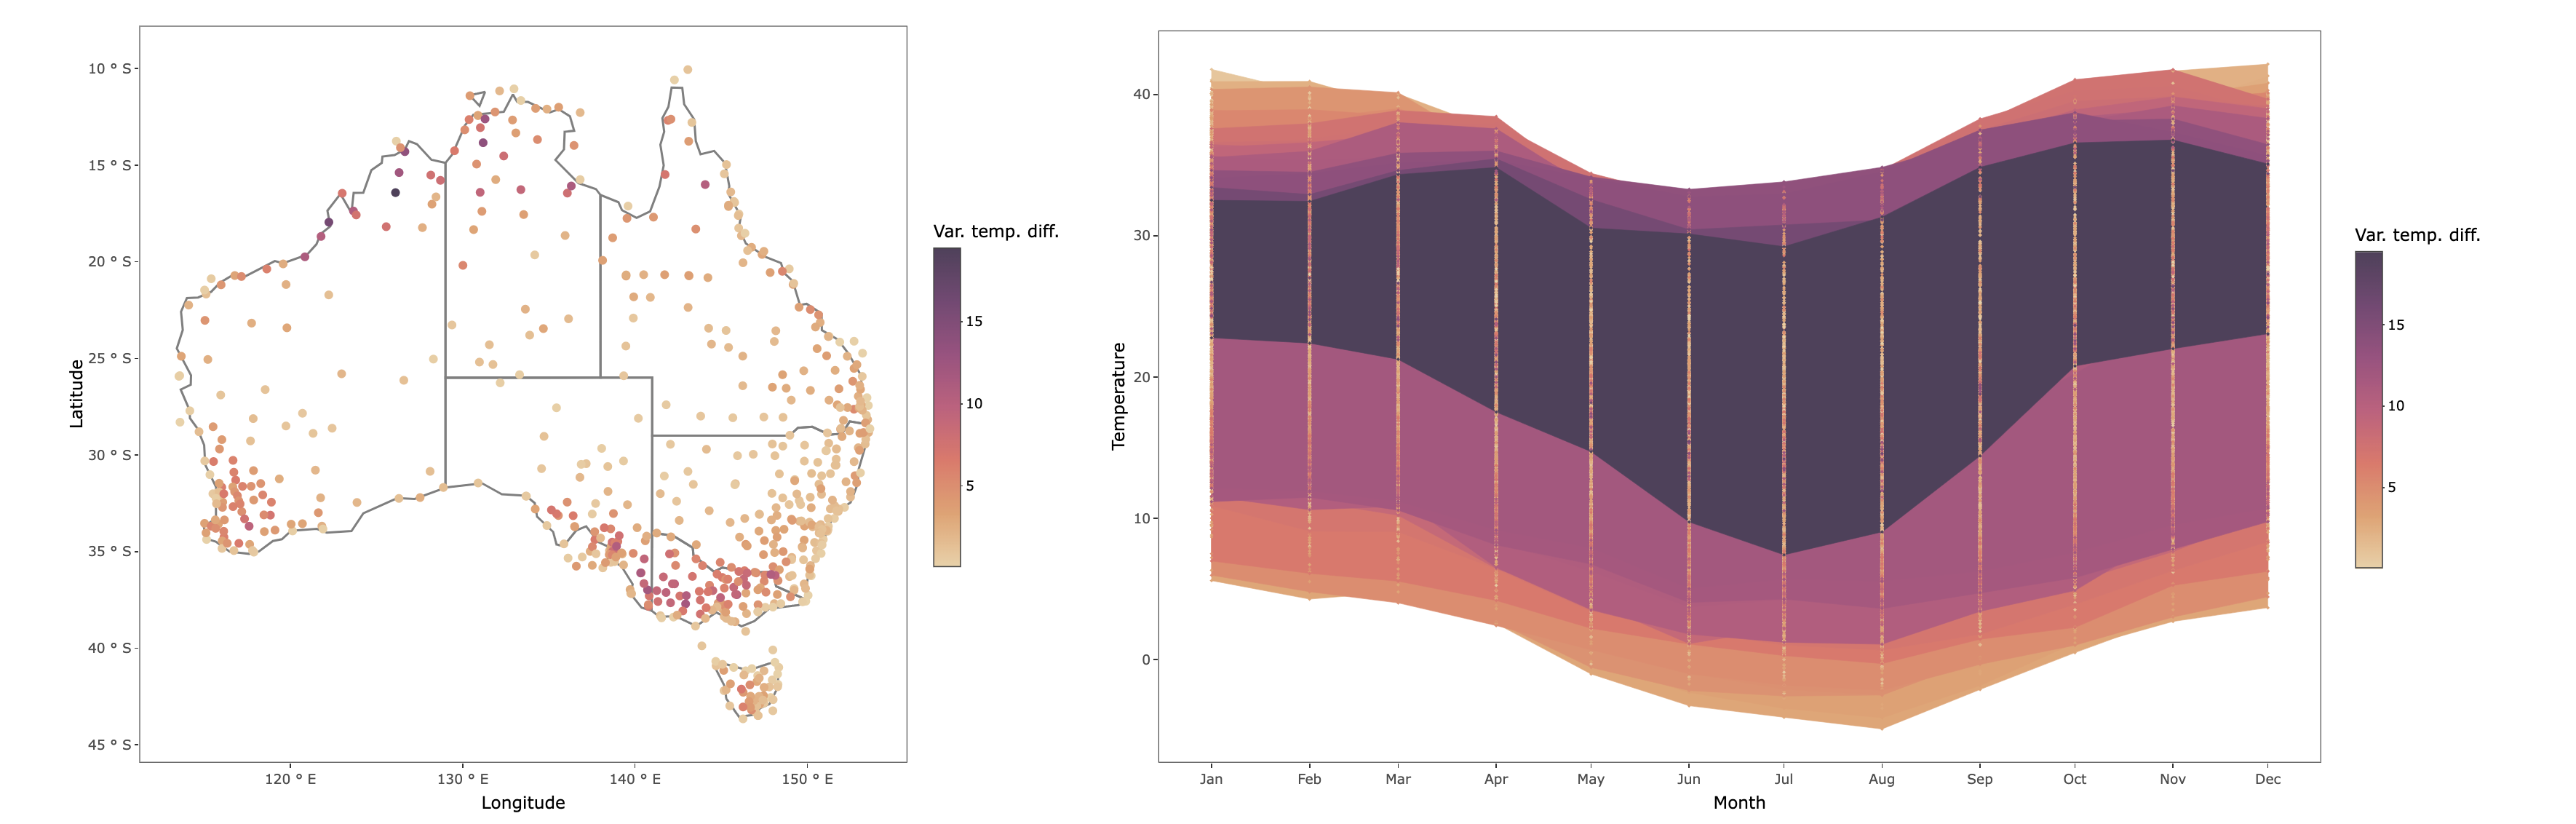 10 ° S
15 ° S
20 ° S
25 ° S
30 ° S
35 ° S
40 ° S
45 ° S
Latitude
120 ° E
130 ° E
140 ° E
150 ° E
Longitude
Var. temp. diff.
15
10
5
40
30
20
10
0
Temperature
Jan
Feb
Mar
Apr
May
Jun
Jul
Aug
Sep
Oct
Nov
Dec
Month
Var. temp. diff.
15
10
5